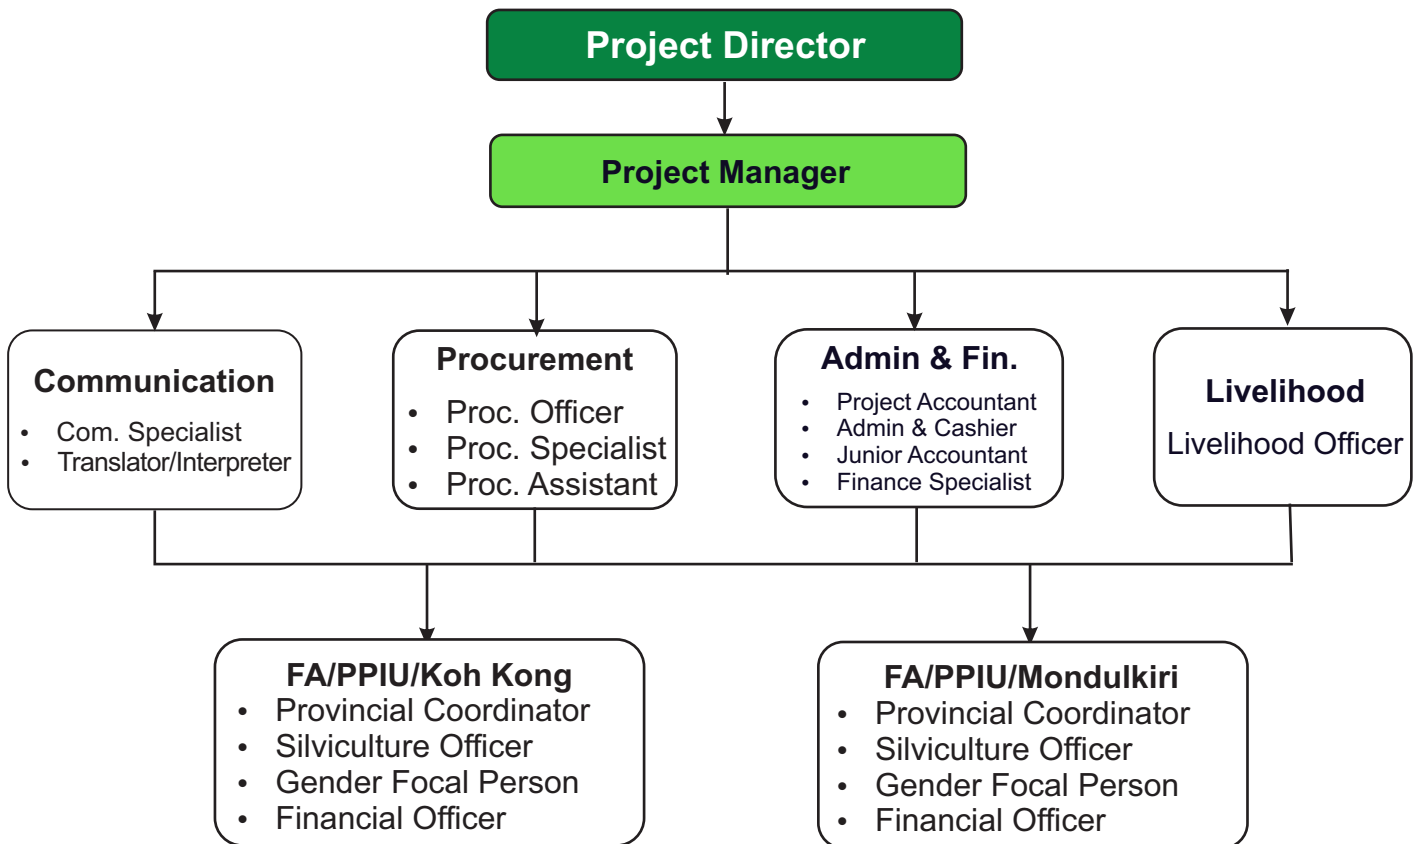 Project Director
Project Manager
Communication
• Com. Specialist
• Translator/Interpreter
Procurement
• Proc. Officer
• Proc. Specialist
• Proc. Assistant
Admin & Fin.
• Project Accountant
• Admin & Cashier
• Junior Accountant
• Finance Specialist
Livelihood
Livelihood Officer
FA/PPIU/Koh Kong
• Provincial Coordinator
• Silviculture Officer
• Gender Focal Person
• Financial Officer
FA/PPIU/Mondulkiri
• Provincial Coordinator
• Silviculture Officer
• Gender Focal Person
• Financial Officer